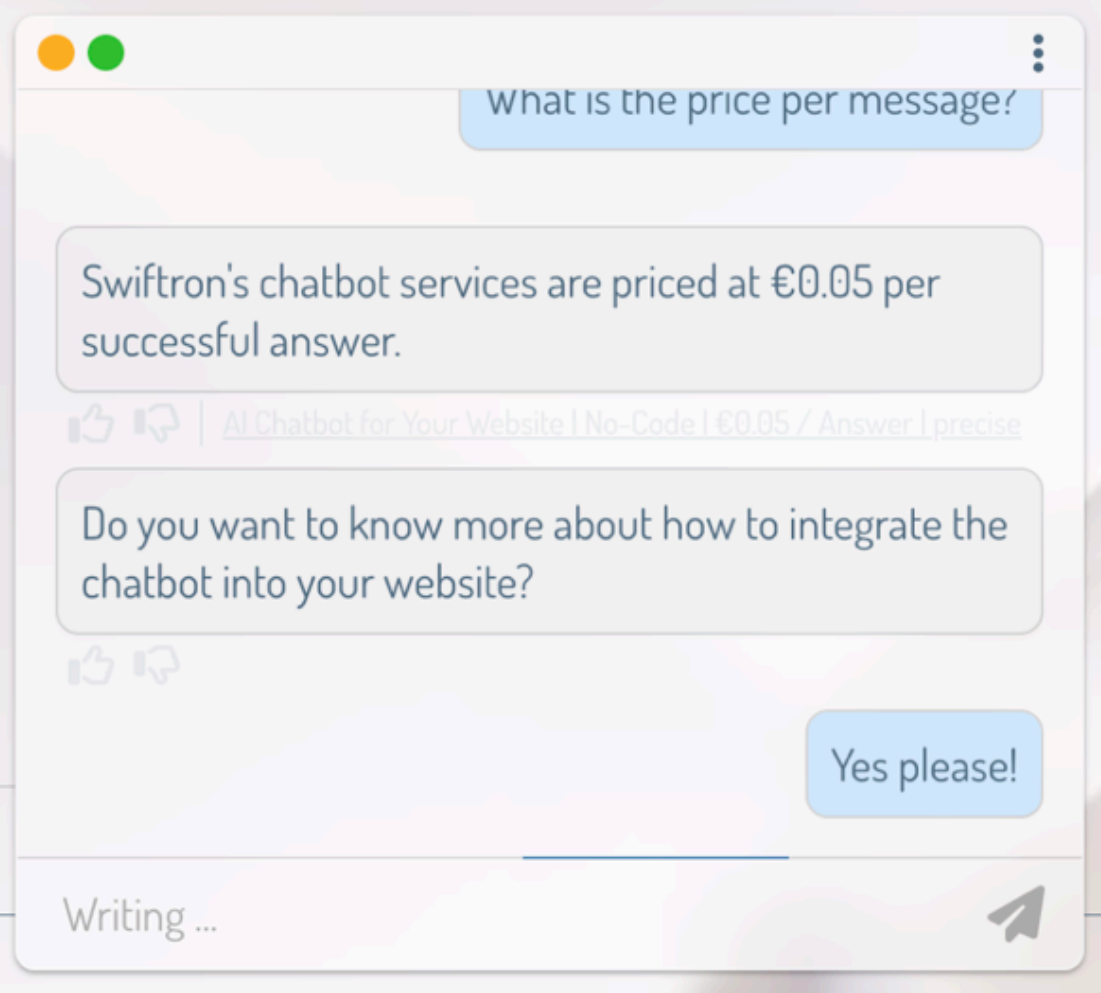 What is the price per message?
Swiftron's chatbot services are priced at €0.05 per
successful answer.
AI Chatbot for Your Website | No-Code | €0.05 / Answer | precise
Do you want to know more about how to integrate the
chatbot into your website?
Yes please!
Writing ...